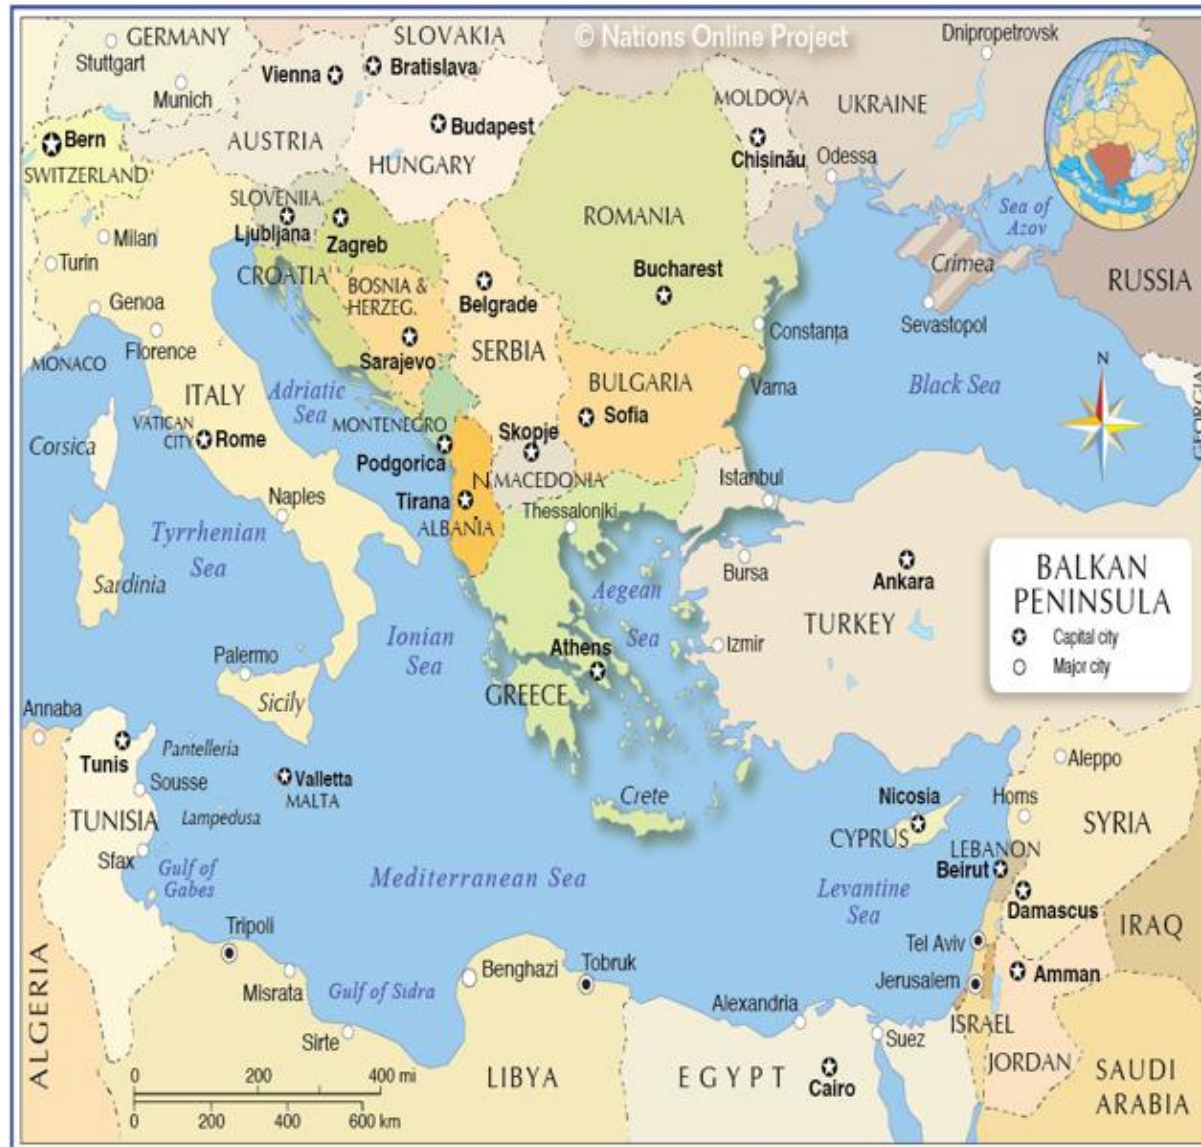 © Nations Online Project
GERMANY
Stuttgart
Munich
SLOVAKIA
Vienna
Bratislava
Dnipropetrovsk
MOLDOVA
UKRAINE
Bern
SWITZERLAND
AUSTRIA
Budapest
HUNGARY
Chișinău
Odessa
SLOVENIIA
Ljubljana
Zagreb
ROMANIA
Sea of
Azov
Milan
Turin
CROATIA
BOSNIA &
HERZEG.
Belgrade
Bucharest
Crimea
RUSSIA
Genoa
Florence
MONACO
Sarajevo
SERBIA
Constanța
Sevastopol
N
ITALY
Adriatic
Sea
BULGARIA
Varna
Black Sea
GEORGIA
VATICAN
CITY
Rome
Corsica
MONTENEGRO
Skopje
Sofia
Podgorica
N.MACEDONIA
Istanbul
Naples
Tirana
ALBANIA
Thessaloniki
Tyrrhenian
Sea
Sardinia
Aegean
Sea
Bursa
Ankara
BALKAN
PENINSULA
Capital city
Major city
Ionian
Sea
TURKEY
Izmir
Palermo
Athens
GREECE
Sicily
Annaba
Tunis
Pantelleria
Sousse
Valletta
MALTA
Crete
Nicosia
Homs
Aleppo
TUNISIA
Lampedusa
CYPRUS
SYRIA
Sfax
Gulf of
Gabes
Mediterranean Sea
LEBANON
Beirut
Levantine
Sea
Damascus
IRAQ
Tripoli
Tel Aviv
Misrata
Gulf of Sidra
Benghazi
Tobruk
Jerusalem
Amman
ALGERIA
Sirte
Alexandria
Suez
ISRAEL
JORDAN
0 200 400 mi
0 200 400 600 km
LIBYA
EGYPT
Cairo
SAUDI
ARABIA